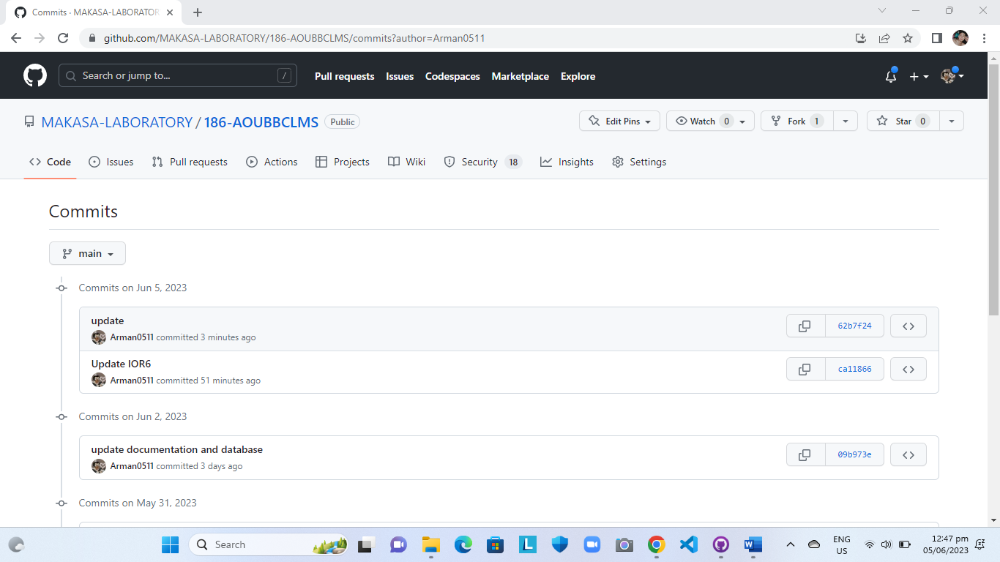 Commits · MAKASA-LABORATOR
github.com/MAKASA-LABORATORY/186-AOUBBCLMS/commits?author=Arman0511
Search or jump to... /
Pull requests Issues Codespaces Marketplace Explore
MAKASA-LABORATORY / 186-AOUBBCLMS Public
Edit Pins Watch 0 Fork 1 Star 0
Code Issues Pull requests Actions Projects Wiki Security 18 Insights Settings
Commits
main
Commits on Jun 5, 2023
update
62b7f24
Arman0511 committed 3 minutes ago
Update IOR6
ca11866
Arman0511 committed 51 minutes ago
Commits on Jun 2, 2023
update documentation and database
09b973e
Arman0511 committed 3 days ago
Commits on May 31, 2023
Search
L
W
ENG
US
12:47 pm
05/06/2023